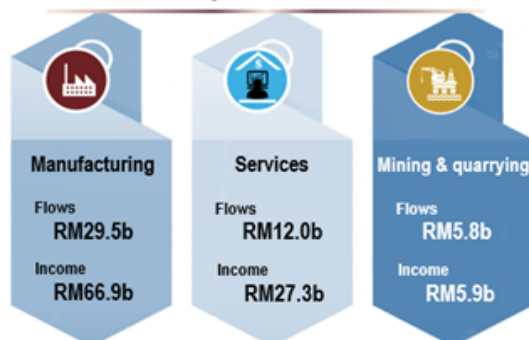 Manufacturing
Flows
RM29.5b
Income
RM66.9b
Services
Flows
RM12.0b
Income
RM27.3b
Mining & quarrying
Flows
RM5.8b
Income
RM5.9b